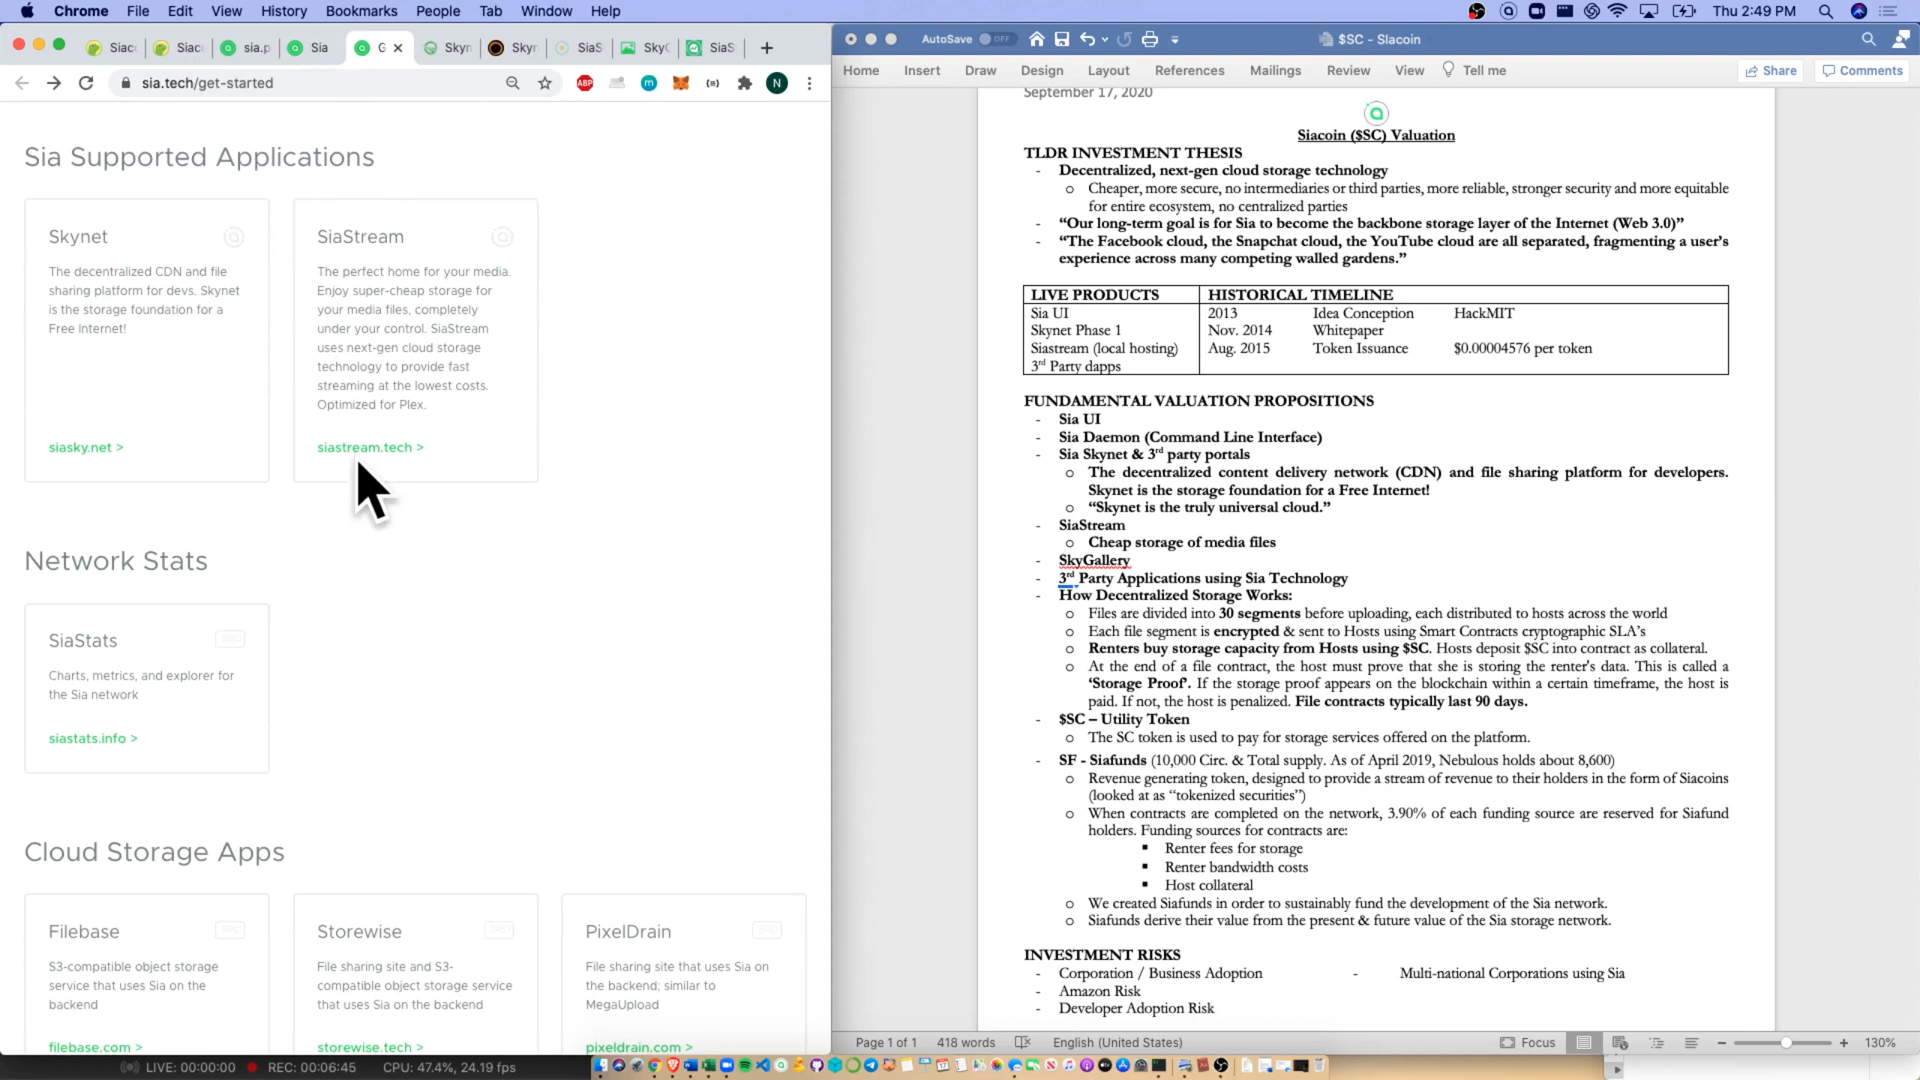 Chrome File Edit View History Bookmarks People Tab Window Help
Thu 2:49 PM
Siac Siac sia.p Sia G Skyn Skyn SiaS Sky SiaS
sia.tech/get-started
ABP
N
Sia Supported Applications
Skynet
The decentralized CDN and file
sharing platform for devs. Skynet
is the storage foundation for a
Free Internet!
siasky.net >
SiaStream
The perfect home for your media.
Enjoy super-cheap storage for
your media files, completely
under your control. SiaStream
uses next-gen cloud storage
technology to provide fast
streaming at the lowest costs.
Optimized for Plex.
siastream.tech >
Network Stats
SiaStats
3RD
Charts, metrics, and explorer for
the Sia network
siastats.info >
Cloud Storage Apps
Filebase
3RD
S3-compatible object storage
service that uses Sia on the
backend
filebase.com >
Storewise
3RD
File sharing site and S3-
compatible object storage service
that uses Sia on the backend
storewise.tech >
PixelDrain
3RD
File sharing site that uses Sia on
the backend; similar to
MegaUpload
pixeldrain.com >
LIVE: 00:00:00 REC: 00:06:45 CPU: 47.4%, 24.19 fps
AutoSave OFF
$SC - SIacoin
Home Insert Draw Design Layout References Mailings Review View Tell me
Share Comments
September 17, 2020
Siacoin ($SC) Valuation
TLDR INVESTMENT THESIS
- Decentralized, next-gen cloud storage technology
o Cheaper, more secure, no intermediaries or third parties, more reliable, stronger security and more equitable
for entire ecosystem, no centralized parties
- “Our long-term goal is for Sia to become the backbone storage layer of the Internet (Web 3.0)”
- “The Facebook cloud, the Snapchat cloud, the YouTube cloud are all separated, fragmenting a user’s
experience across many competing walled gardens.”
LIVE PRODUCTS HISTORICAL TIMELINE
Sia UI 2013 Idea Conception HackMIT
Skynet Phase 1 Nov. 2014 Whitepaper
Siastream (local hosting) Aug. 2015 Token Issuance $0.00004576 per token
3rd Party dapps
FUNDAMENTAL VALUATION PROPOSITIONS
- Sia UI
- Sia Daemon (Command Line Interface)
- Sia Skynet & 3rd party portals
o The decentralized content delivery network (CDN) and file sharing platform for developers.
Skynet is the storage foundation for a Free Internet!
o “Skynet is the truly universal cloud.”
- SiaStream
o Cheap storage of media files
- SkyGallery
- 3rd Party Applications using Sia Technology
- How Decentralized Storage Works:
o Files are divided into 30 segments before uploading, each distributed to hosts across the world
o Each file segment is encrypted & sent to Hosts using Smart Contracts cryptographic SLA’s
o Renters buy storage capacity from Hosts using $SC. Hosts deposit $SC into contract as collateral.
o At the end of a file contract, the host must prove that she is storing the renter's data. This is called a
‘Storage Proof’. If the storage proof appears on the blockchain within a certain timeframe, the host is
paid. If not, the host is penalized. File contracts typically last 90 days.
- $SC – Utility Token
o The SC token is used to pay for storage services offered on the platform.
- SF - Siafunds (10,000 Circ. & Total supply. As of April 2019, Nebulous holds about 8,600)
o Revenue generating token, designed to provide a stream of revenue to their holders in the form of Siacoins
(looked at as “tokenized securities”)
o When contracts are completed on the network, 3.90% of each funding source are reserved for Siafund
holders. Funding sources for contracts are:
▪ Renter fees for storage
▪ Renter bandwidth costs
▪ Host collateral
o We created Siafunds in order to sustainably fund the development of the Sia network.
o Siafunds derive their value from the present & future value of the Sia storage network.
INVESTMENT RISKS
- Corporation / Business Adoption - Multi-national Corporations using Sia
- Amazon Risk
- Developer Adoption Risk
Page 1 of 1 418 words English (United States) Focus 130%